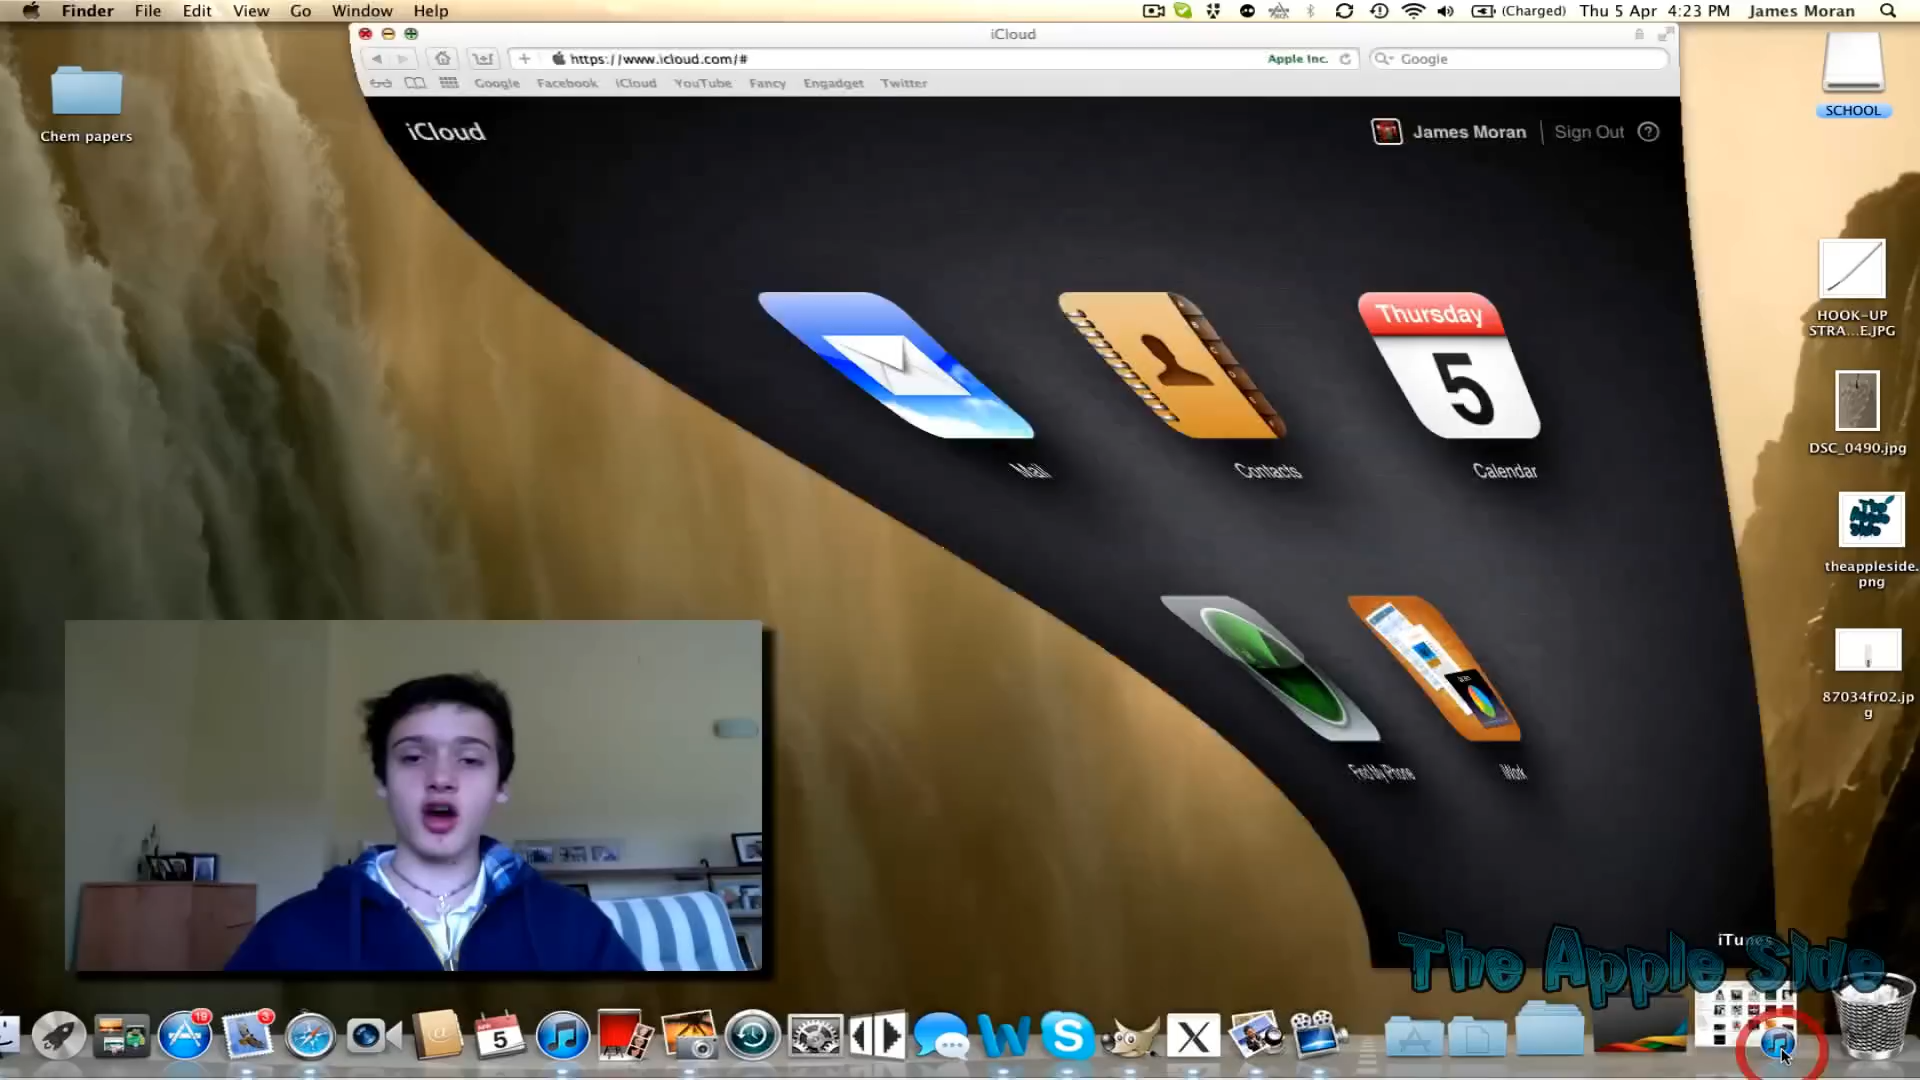 Finder File Edit View Go Window Help (Charged) Thu 5 Apr 4:23 PM James Moran
iCloud
https://www.icloud.com/# Apple Inc. Google
Google Facebook iCloud YouTube Fancy Engadget Twitter
iCloud James Moran Sign Out ?
Chem papers
SCHOOL
Thursday
5
Mail Contacts Calendar
HOOK-UP
STRA...E.JPG
DSC_0490.jpg
theappleside.
png
87034fr02.jp
g
Find My iPhone iWork
iTunes
The Apple Side
19
3
5
W
S
X